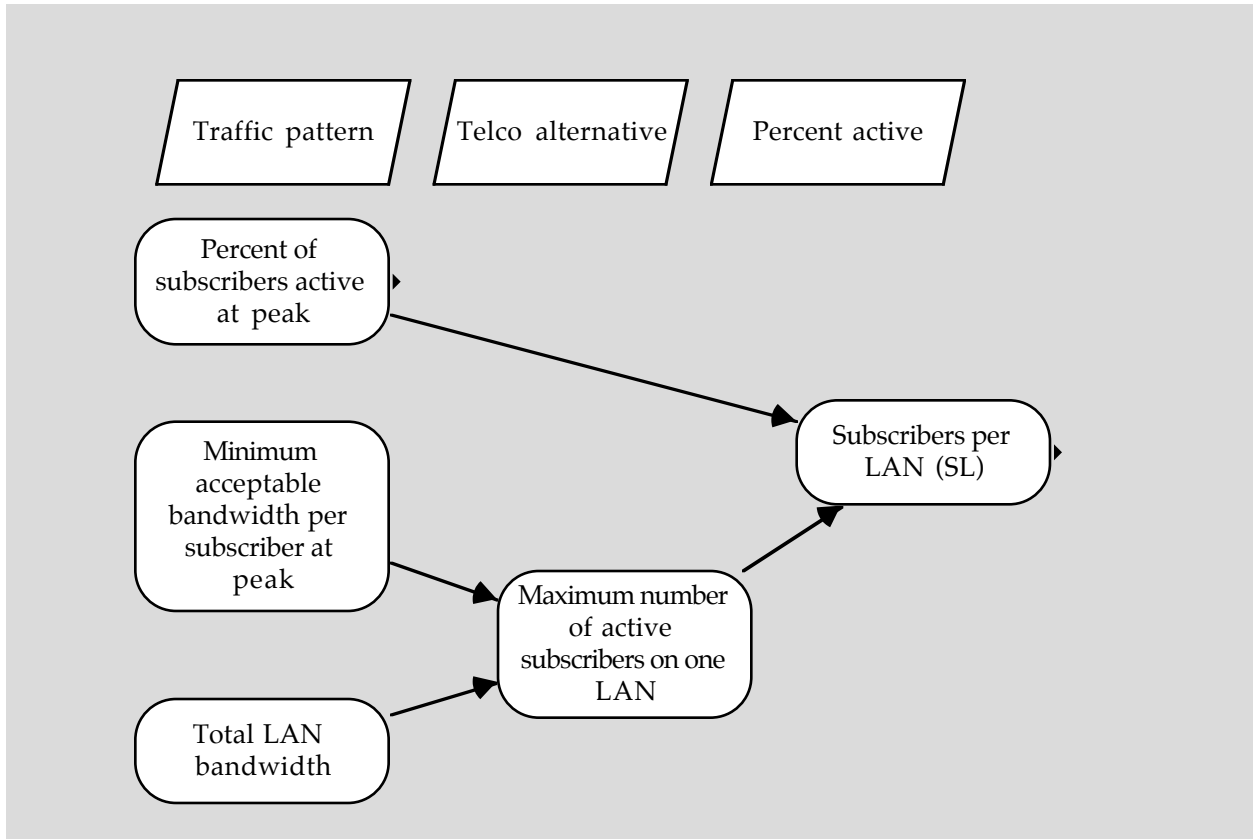 Traffic pattern
Telco alternative
Percent active
Percent of
subscribers active
at peak
Minimum
acceptable
bandwidth per
subscriber at
peak
Total LAN
bandwidth
Maximum number
of active
subscribers on one
LAN
Subscribers per
LAN (SL)